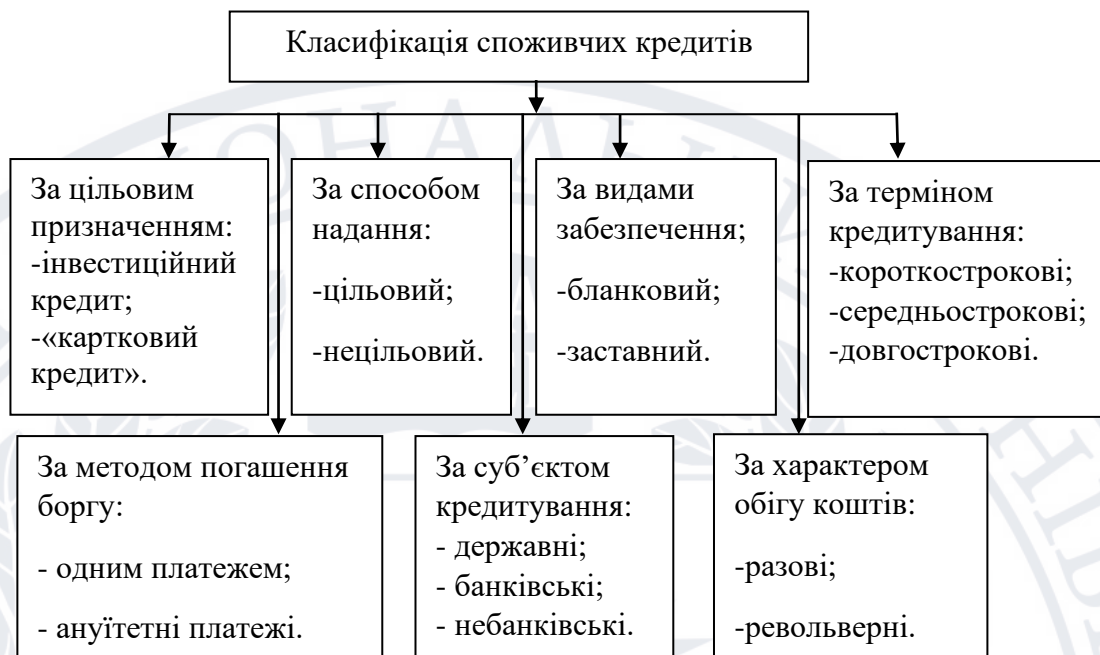 Класифікація споживчих кредитів
За цільовим
призначенням:
-інвестиційний
кредит;
-«картковий
кредит».
За способом
надання:
-цільовий;
-нецільовий.
За видами
забезпечення;
-бланковий;
-заставний.
За терміном
кредитування:
-короткострокові;
-середньострокові;
-довгострокові.
За методом погашення
боргу:
- одним платежем;
- ануїтетні платежі.
За суб’єктом
кредитування:
- державні;
- банківські;
- небанківські.
За характером
обігу коштів:
-разові;
-револьверні.